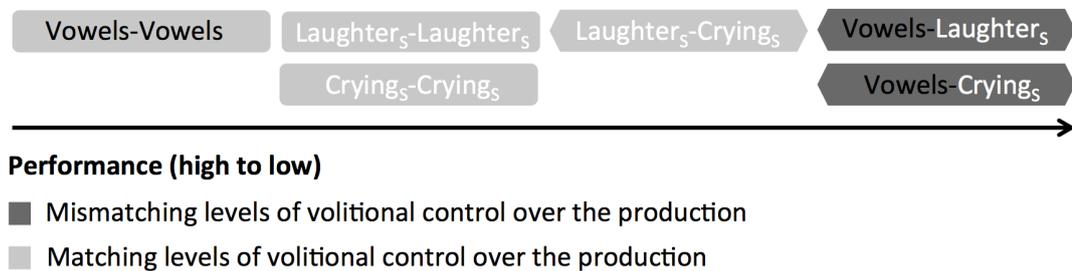 Vowels-Vowels Laughterₛ-Laughterₛ Laughterₛ-Cryingₛ Vowels-Laughterₛ
Cryingₛ-Cryingₛ Vowels-Cryingₛ
Performance (high to low)
Mismatching levels of volitional control over the production
Matching levels of volitional control over the production